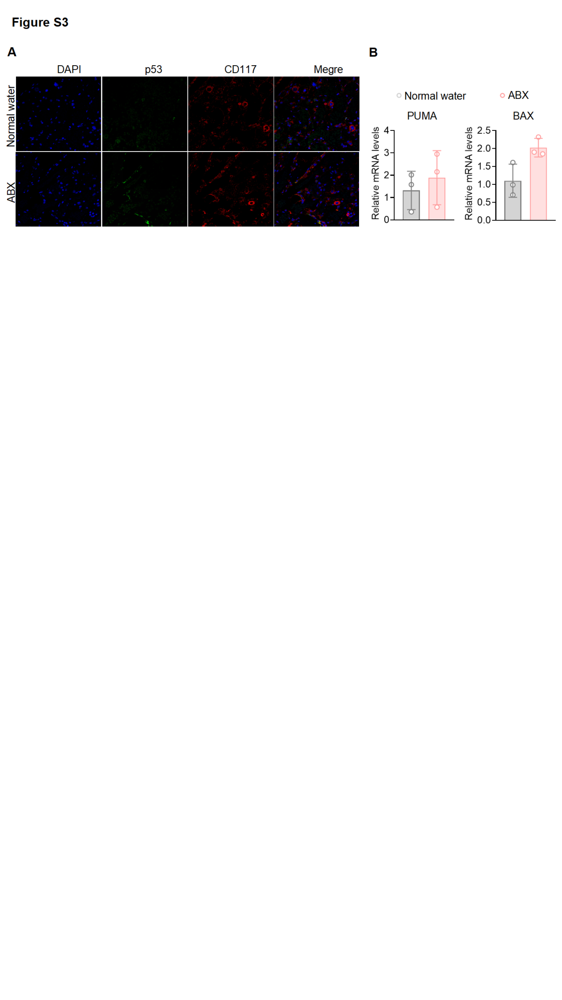 Figure S3
A
B
DAPI p53 CD117 Megre
Normal water
ABX
Normal water ABX
PUMA
Relative mRNA levels
4
3
2
1
0
BAX
Relative mRNA levels
2.5
2.0
1.5
1.0
0.5
0.0